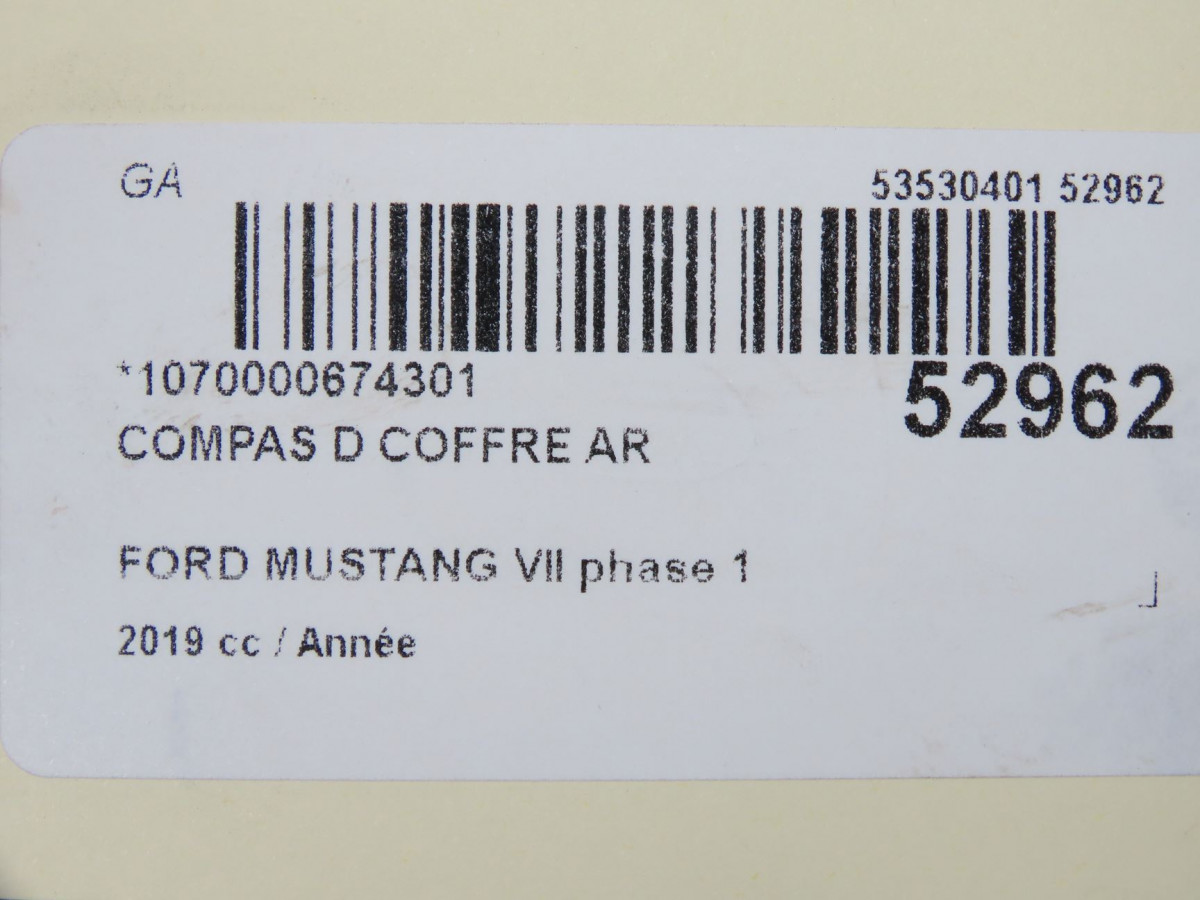 GA 53530401 52962
*1070000674301 52962
COMPAS D COFFRE AR
FORD MUSTANG VII phase 1
2019 cc / Année